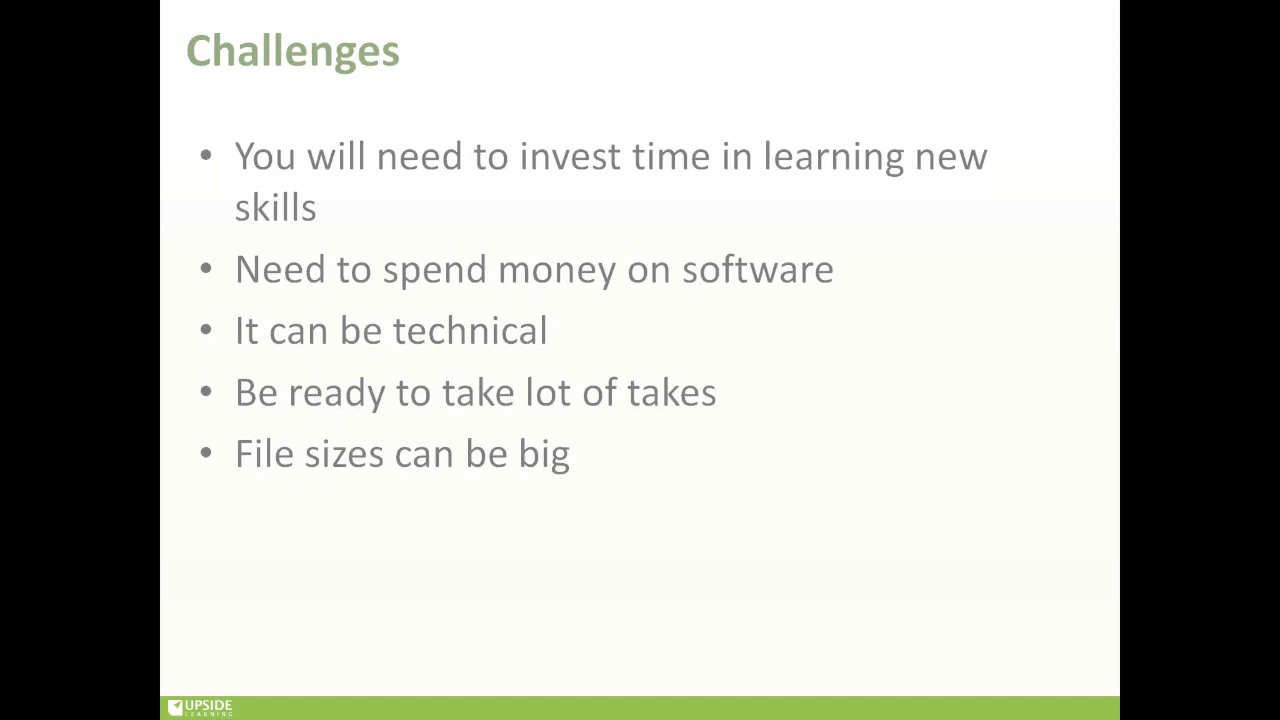 Challenges
• You will need to invest time in learning new
skills
• Need to spend money on software
• It can be technical
• Be ready to take lot of takes
• File sizes can be big
UPSIDE
LEARNING